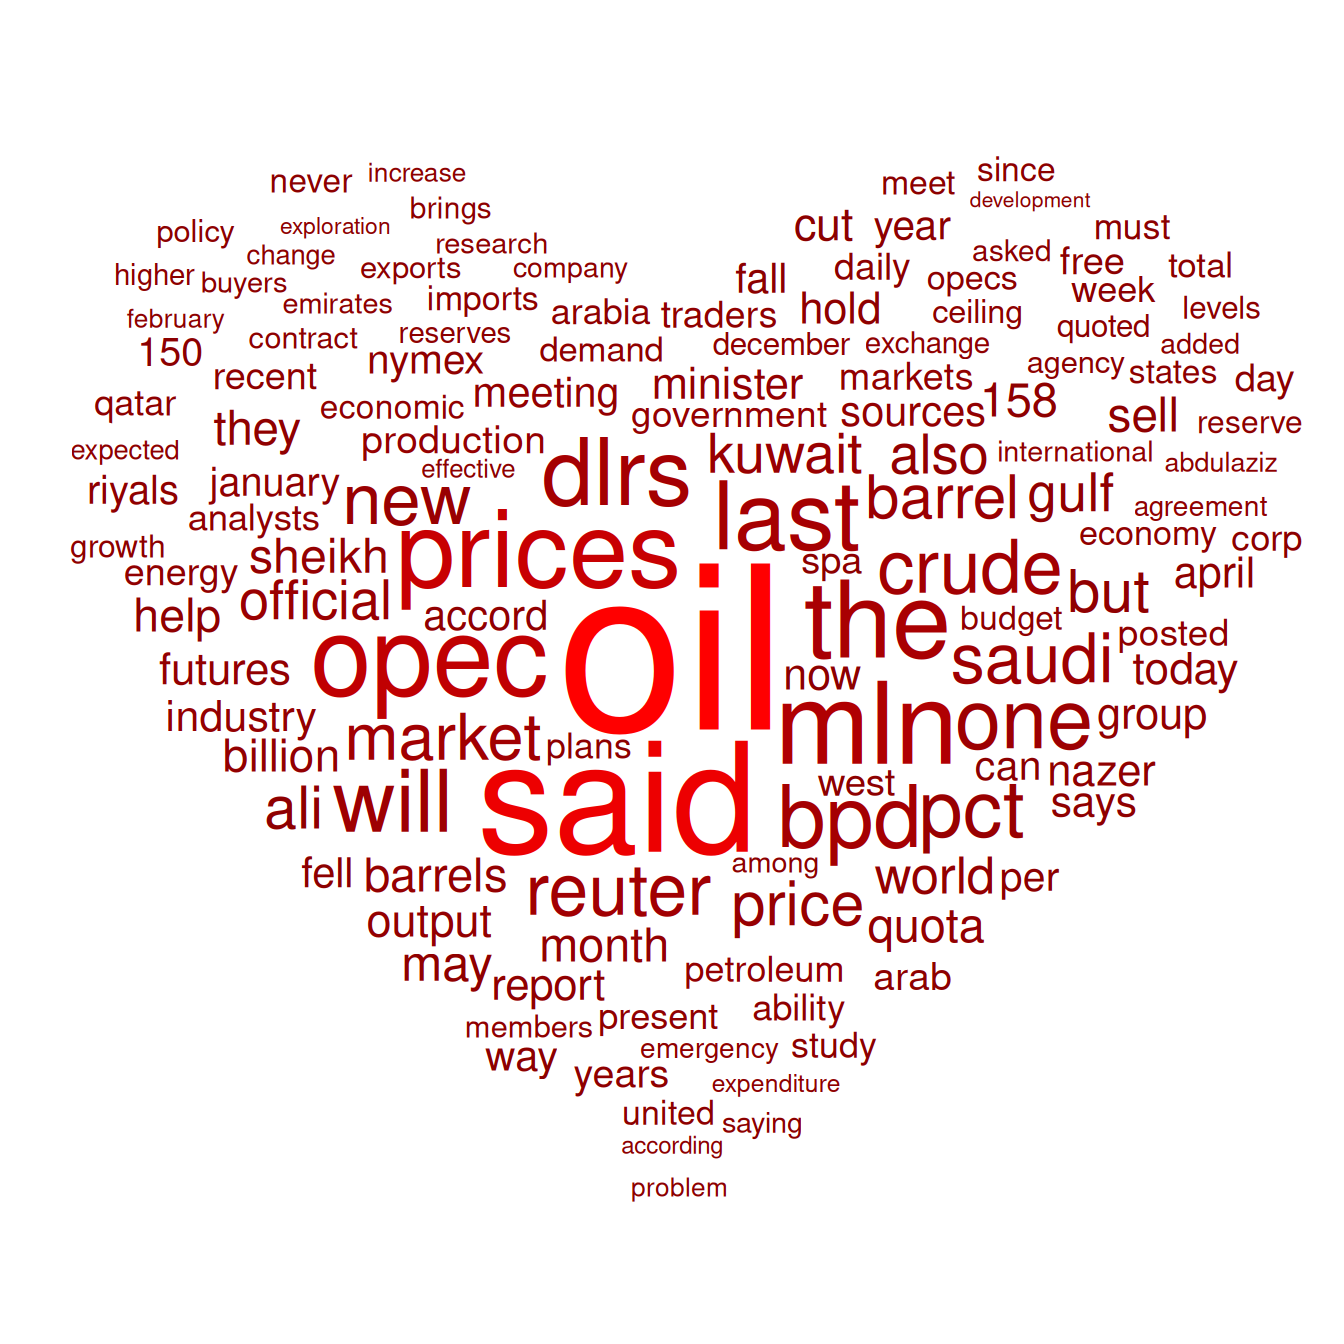 never
increase
since
meet
development
brings
policy
exploration
cut
year
must
change
research
asked
higher
buyers
exports
company
fall
daily
opecs
free
total
week
emirates
imports
arabia
traders
hold
ceiling
levels
february
contract
reserves
quoted
150
nymex
demand
december
exchange
added
recent
meeting
minister
markets
agency
states
day
qatar
economic
government
sources
158
sell
reserve
they
production
expected
effective
dlrs
kuwait
also
international
abdulaziz
riyals
january
new
last
barrel
gulf
agreement
analysts
growth
sheikh
prices
economy
corp
energy
spa
crude
april
help
official
accord
oil
the
budget
but
posted
futures
opec
now
saudi
today
industry
market
plans
mln
one
group
billion
west
can
nazer
ali
will
said
bpd
pct
says
fell
barrels
reuter
among
price
world
per
output
month
quota
may
report
petroleum
arab
members
present
ability
way
emergency
study
years
expenditure
united
saying
according
problem